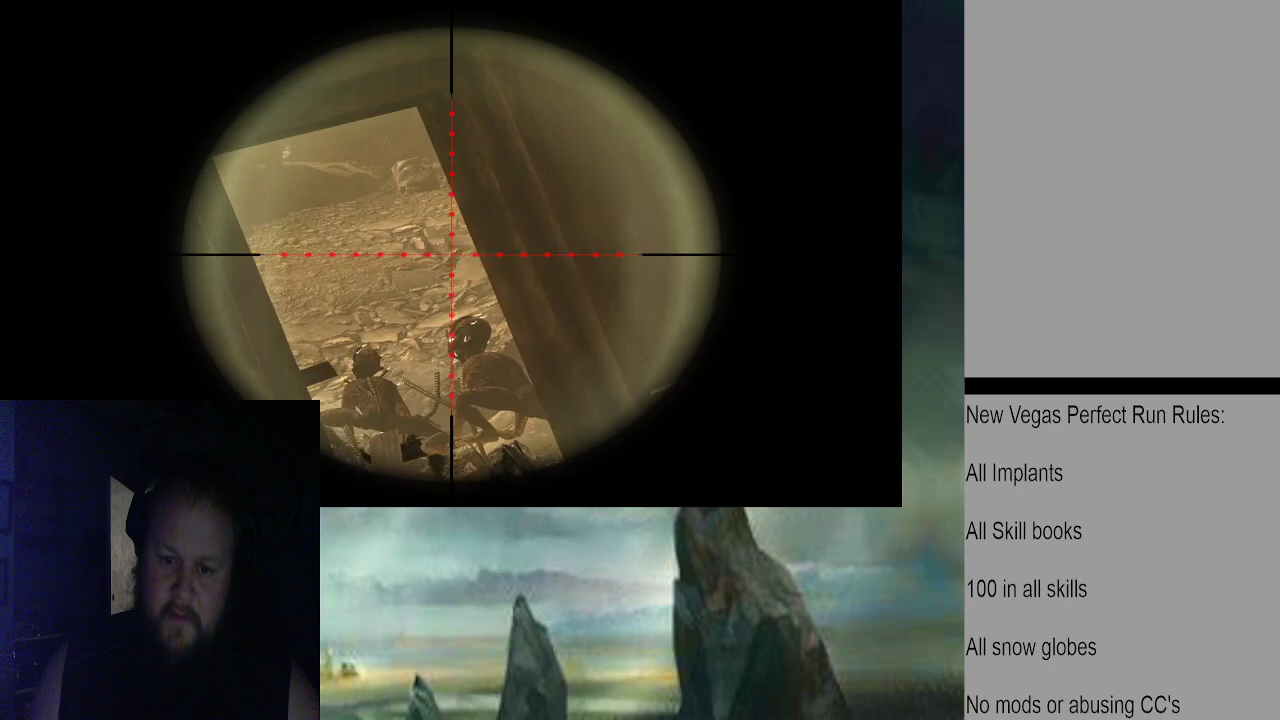 New Vegas Perfect Run Rules:
All Implants
All Skill books
100 in all skills
All snow globes
No mods or abusing CC's